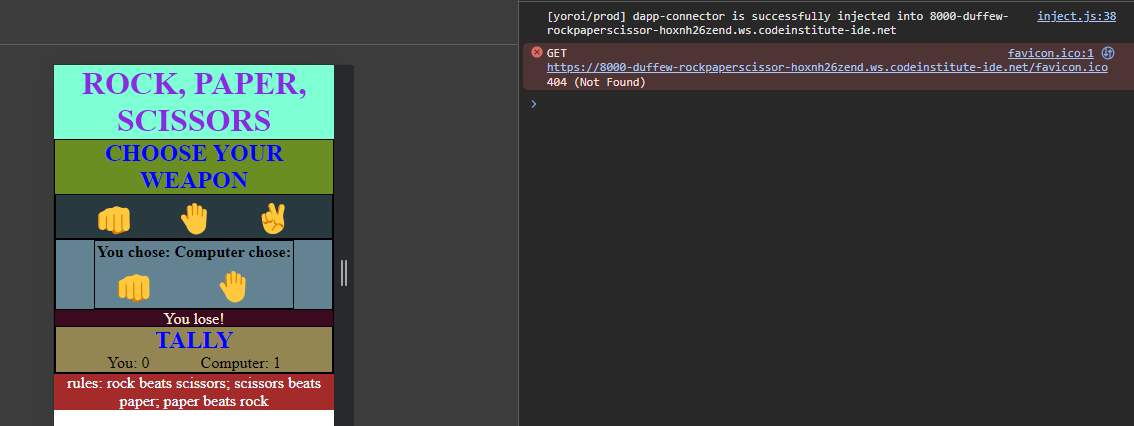 ROCK, PAPER,
SCISSORS
CHOOSE YOUR
WEAPON
You chose: Computer chose:
You lose!
TALLY
You: 0 Computer: 1
rules: rock beats scissors; scissors beats
paper; paper beats rock
[yoroi/prod] dapp-connector is successfully injected into 8000-duffew- inject.js:38
rockpaperscissor-hoxnh26zend.ws.codeinstitute-ide.net
GET favicon.ico:1
https://8000-duffew-rockpaperscissor-hoxnh26zend.ws.codeinstitute-ide.net/favicon.ico
404 (Not Found)